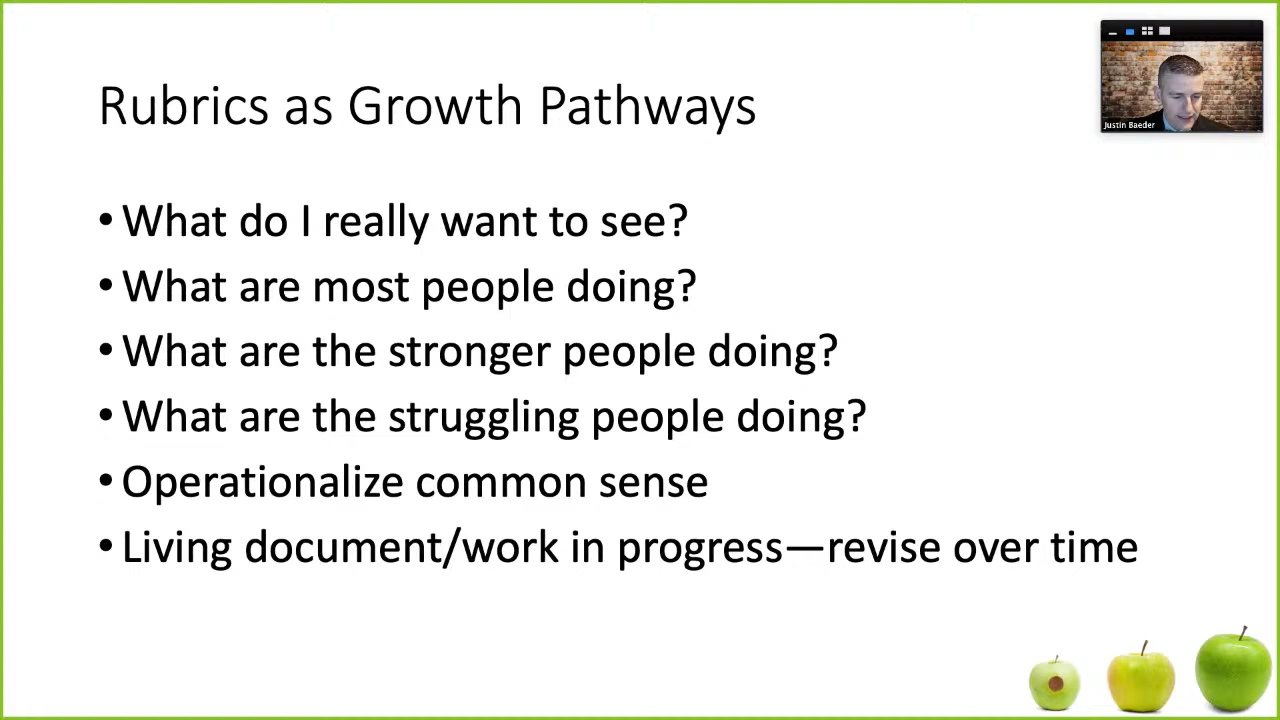 Rubrics as Growth Pathways
Justin Baeder
• What do I really want to see?
• What are most people doing?
• What are the stronger people doing?
• What are the struggling people doing?
• Operationalize common sense
• Living document/work in progress—revise over time